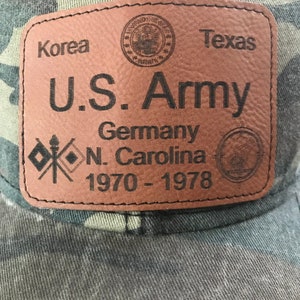 Korea Texas
U.S. Army
Germany
N. Carolina
1970 - 1978